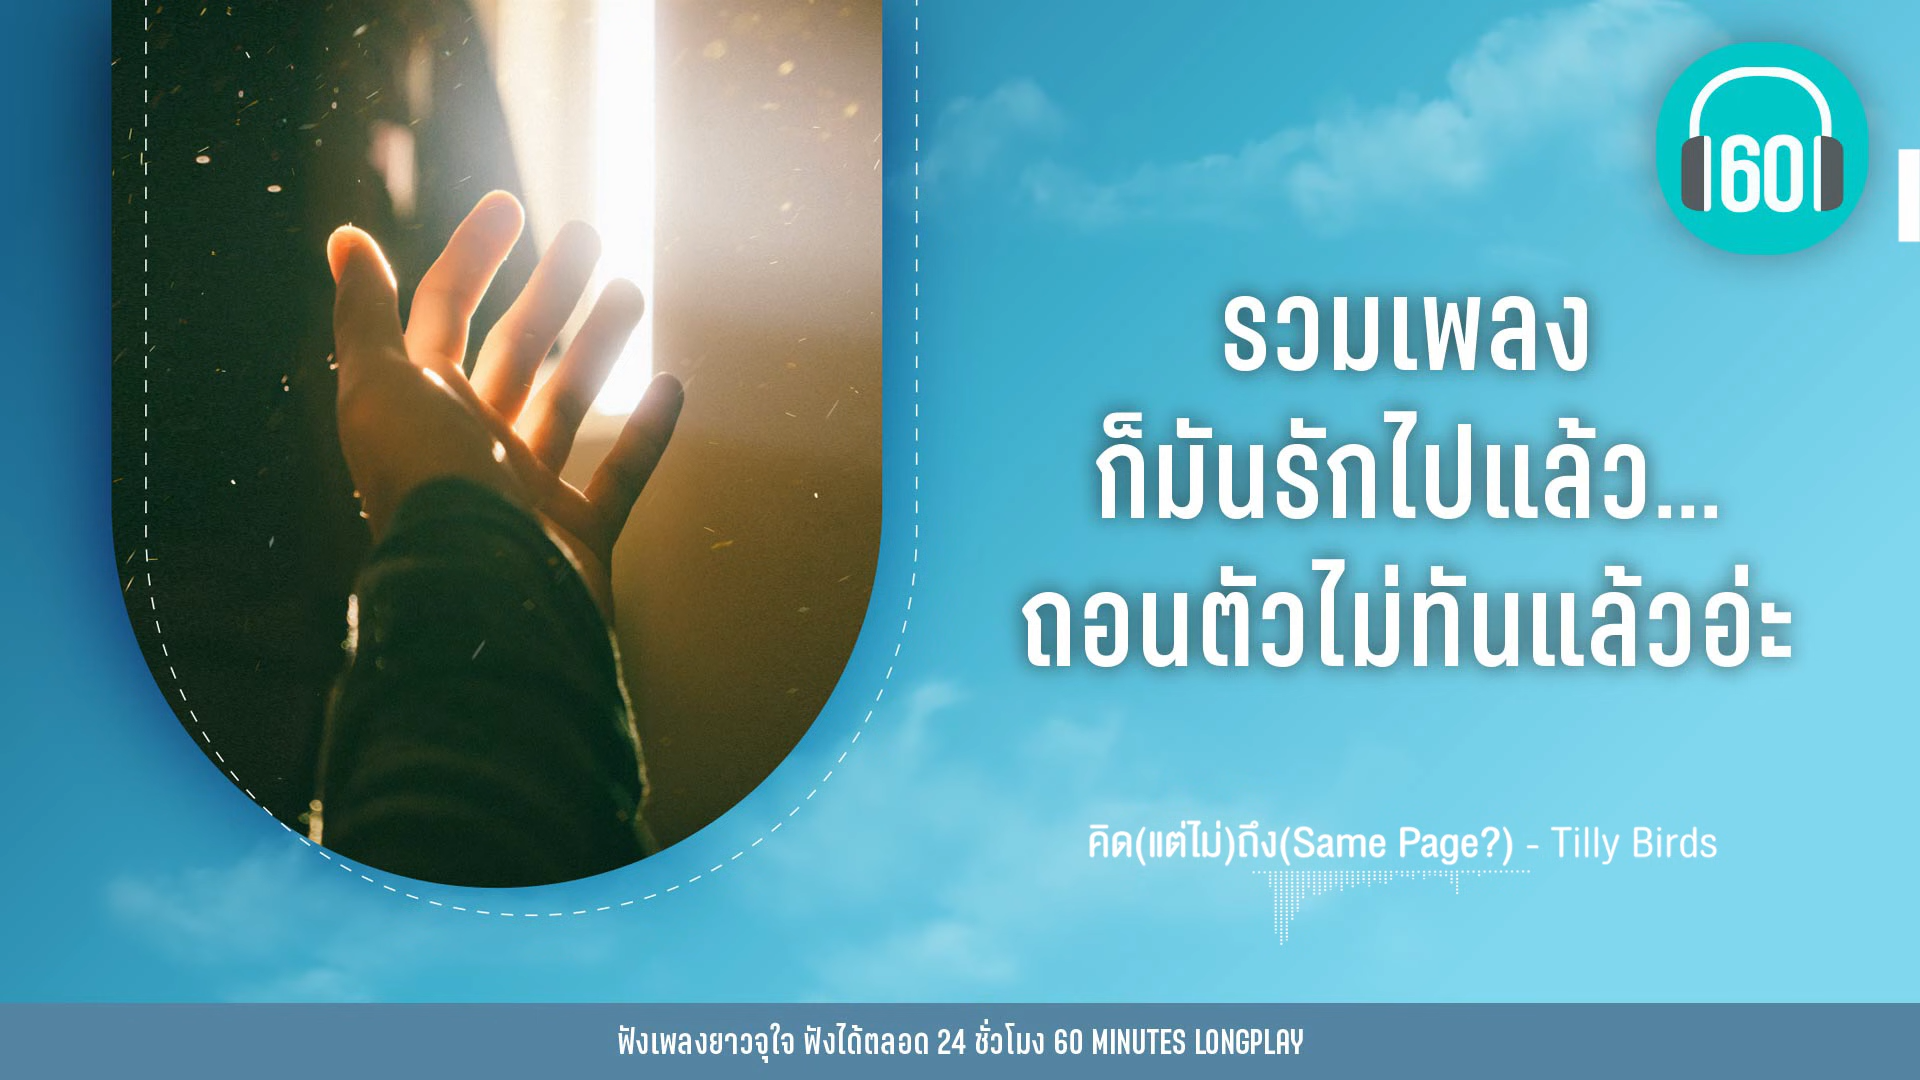 60
รวมเพลง
ก็มันรักไปแล้ว...
ถอนตัวไม่ทันแล้วอ่ะ
คิด(แต่ไม่)ถึง(Same Page?) - Tilly Birds
ฟังเพลงยาวจุใจ ฟังได้ตลอด 24 ชั่วโมง 60 MINUTES LONGPLAY